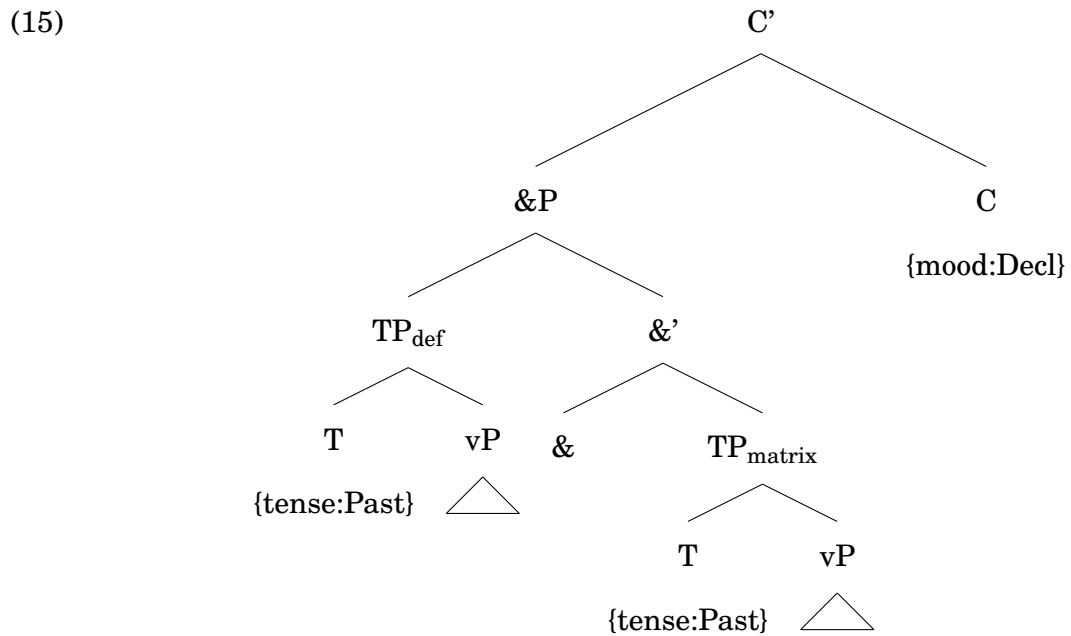 (15) C’
&P C
{mood:Decl}
TPdef &’
T vP & TPmatrix
{tense:Past}
T vP
{tense:Past}